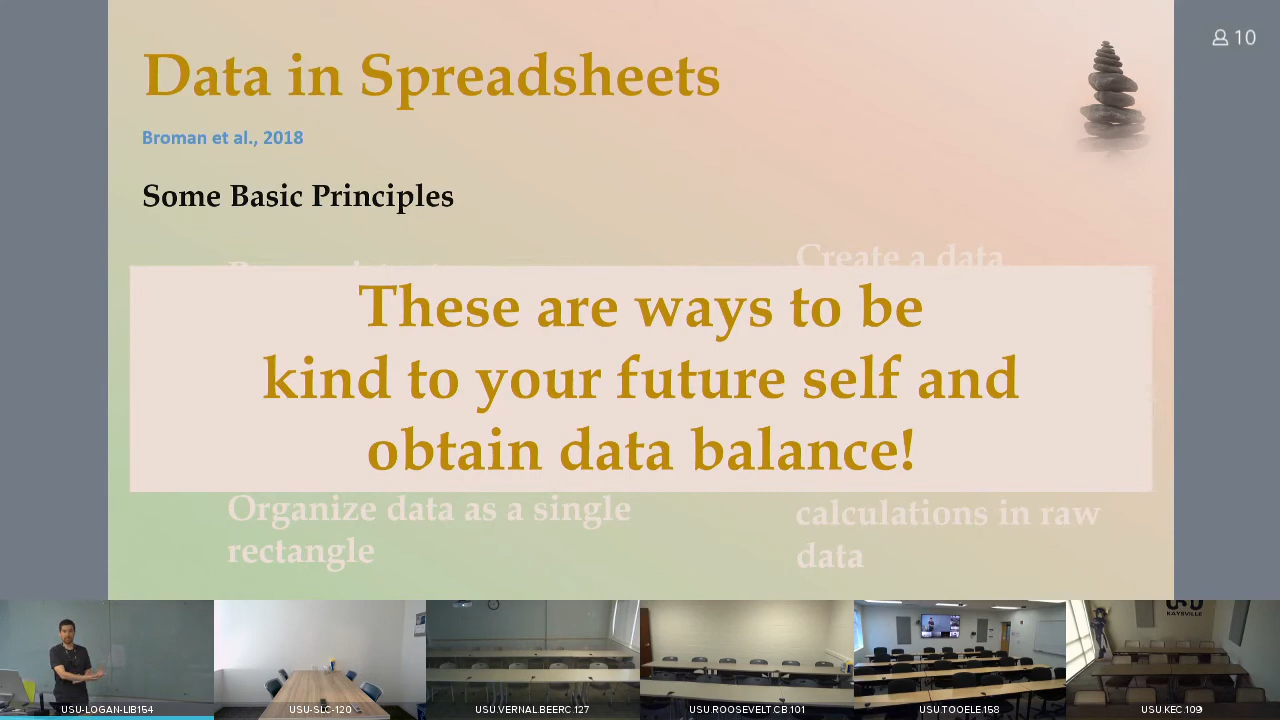 Data in Spreadsheets
10
Broman et al., 2018
Some Basic Principles
Create a data
These are ways to be
kind to your future self and
obtain data balance!
Organize data as a single
rectangle
calculations in raw
data
USU-LOGAN-LIB154
USU-SLC-120
USU.VERNAL.BEERC.127
USU.ROOSEVELT.CB.101
USU.TOOELE.158
USU.KEC.109
KAYSVILLE